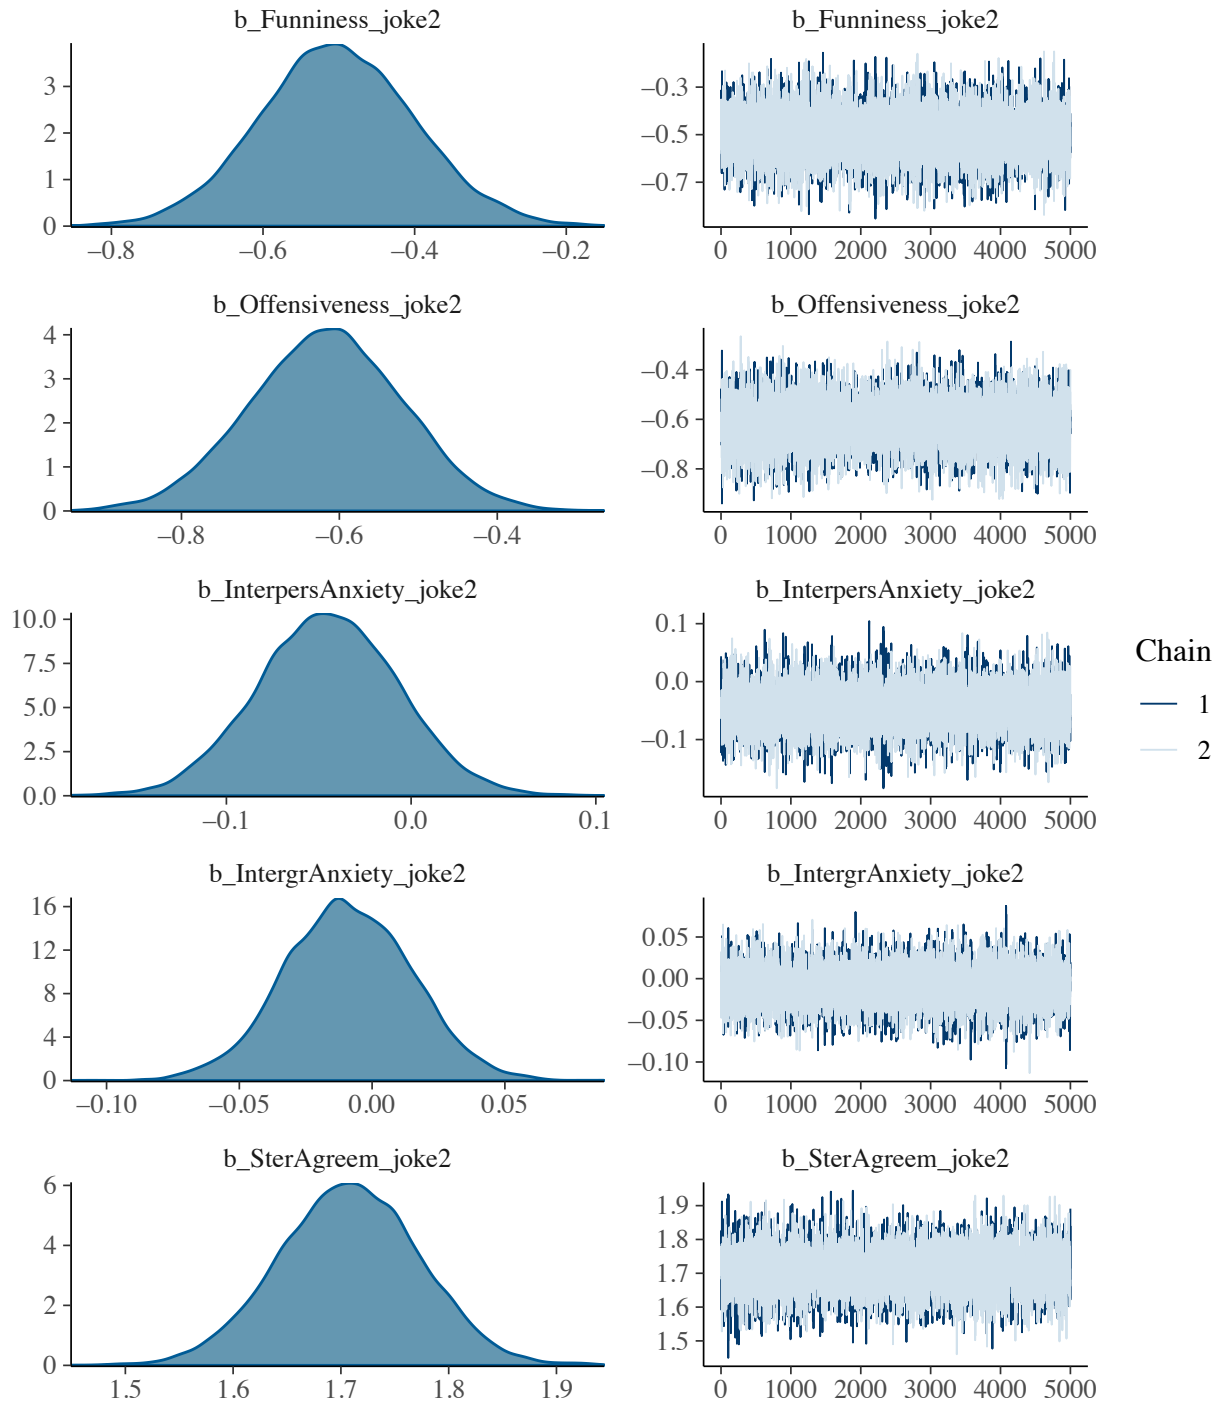 b_Funniness_joke2
b_Funniness_joke2
3
2
1
0
−0.8 −0.6 −0.4 −0.2
−0.3
−0.5
−0.7
0 1000 2000 3000 4000 5000
b_Offensiveness_joke2
b_Offensiveness_joke2
4
3
2
1
0
−0.8 −0.6 −0.4
−0.4
−0.6
−0.8
0 1000 2000 3000 4000 5000
b_InterpersAnxiety_joke2
b_InterpersAnxiety_joke2
10.0
7.5
5.0
2.5
0.0
−0.1 0.0 0.1
0.1
0.0
−0.1
0 1000 2000 3000 4000 5000
Chain
1
2
b_IntergrAnxiety_joke2
b_IntergrAnxiety_joke2
16
12
8
4
0
−0.10 −0.05 0.00 0.05
0.05
0.00
−0.05
−0.10
0 1000 2000 3000 4000 5000
b_SterAgreem_joke2
b_SterAgreem_joke2
6
4
2
0
1.5 1.6 1.7 1.8 1.9
1.9
1.8
1.7
1.6
1.5
0 1000 2000 3000 4000 5000